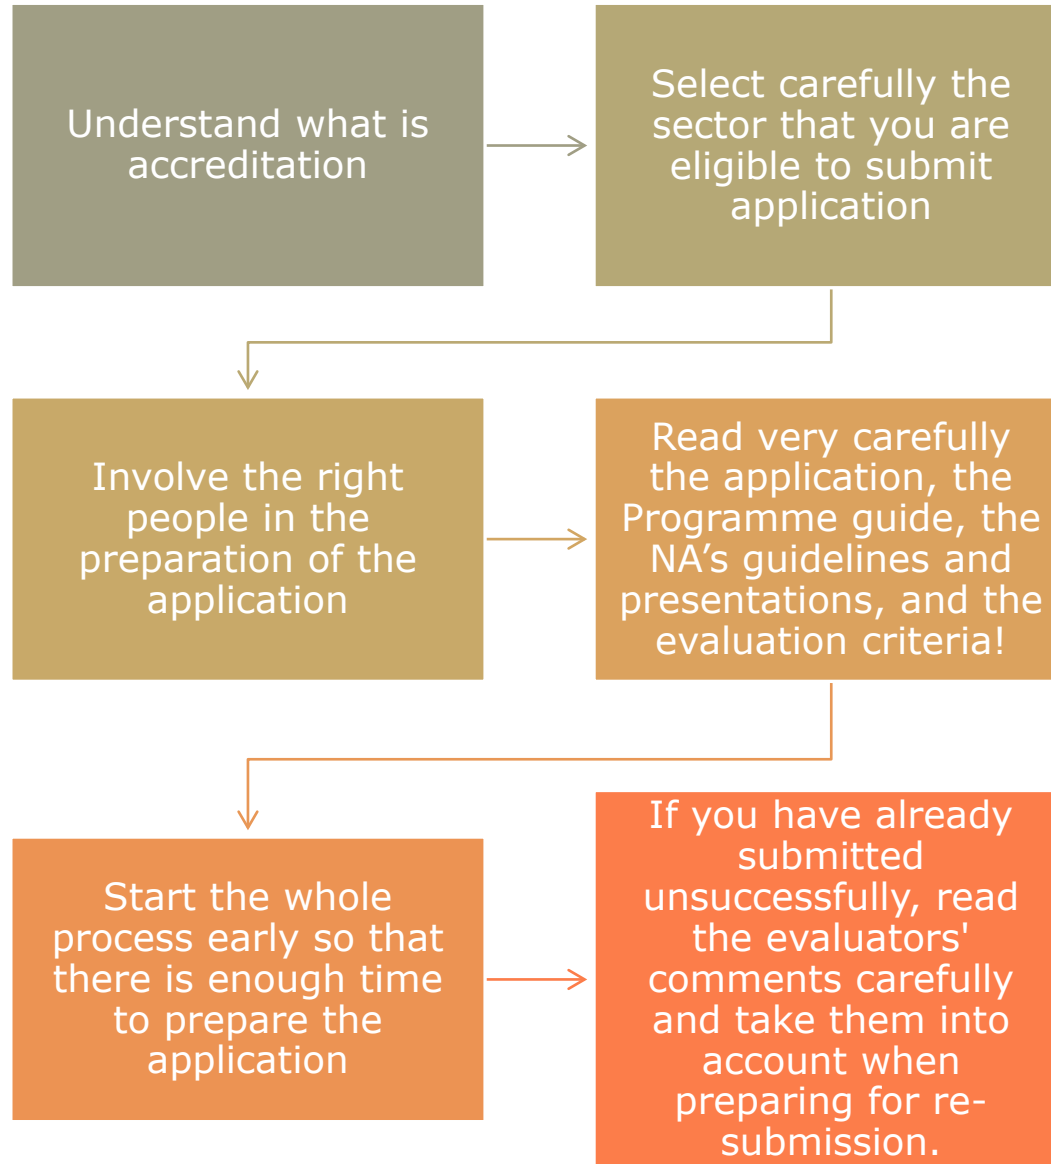 Understand what is
accreditation
Select carefully the
sector that you are
eligible to submit
application
Involve the right
people in the
preparation of the
application
Read very carefully
the application, the
Programme guide, the
NA’s guidelines and
presentations, and the
evaluation criteria!
Start the whole
process early so that
there is enough time
to prepare the
application
If you have already
submitted
unsuccessfully, read
the evaluators'
comments carefully
and take them into
account when
preparing for re-
submission.